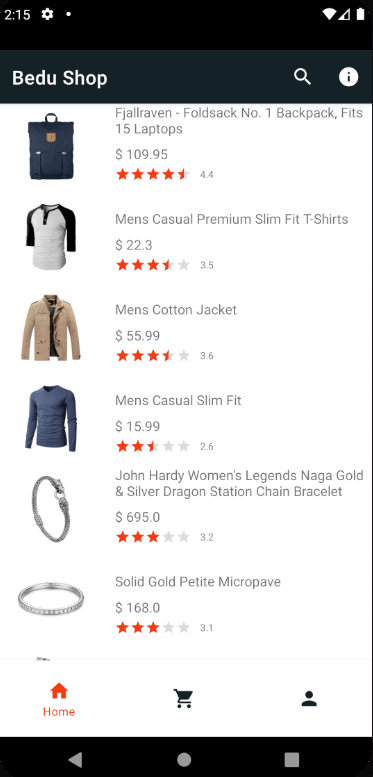 2:15
Bedu Shop
Fjallraven - Foldsack No. 1 Backpack, Fits
15 Laptops
$ 109.95
4.4
Mens Casual Premium Slim Fit T-Shirts
$ 22.3
3.5
Mens Cotton Jacket
$ 55.99
3.6
Mens Casual Slim Fit
$ 15.99
2.6
John Hardy Women's Legends Naga Gold
& Silver Dragon Station Chain Bracelet
$ 695.0
3.2
Solid Gold Petite Micropave
$ 168.0
3.1
Home